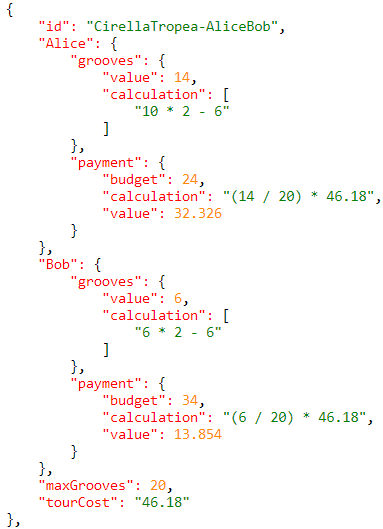 {
"id": "CirellaTropea-AliceBob",
"Alice": {
"grooves": {
"value": 14,
"calculation": [
"10 * 2 - 6"
]
},
"payment": {
"budget": 24,
"calculation": "(14 / 20) * 46.18",
"value": 32.326
}
},
"Bob": {
"grooves": {
"value": 6,
"calculation": [
"6 * 2 - 6"
]
},
"payment": {
"budget": 34,
"calculation": "(6 / 20) * 46.18",
"value": 13.854
}
},
"maxGrooves": 20,
"tourCost": "46.18"
},